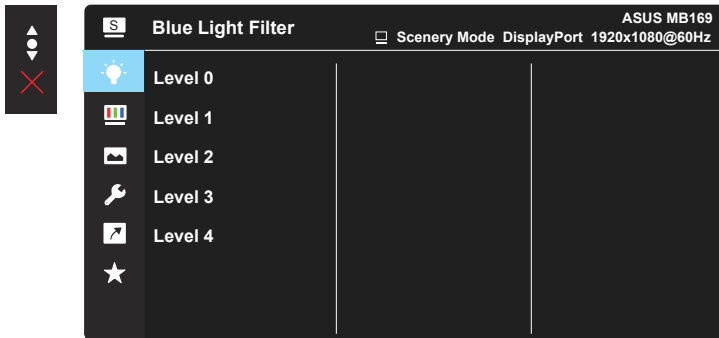 S
Blue Light Filter
ASUS MB169
Scenery Mode DisplayPort 1920x1080@60Hz
Level 0
Level 1
Level 2
Level 3
Level 4